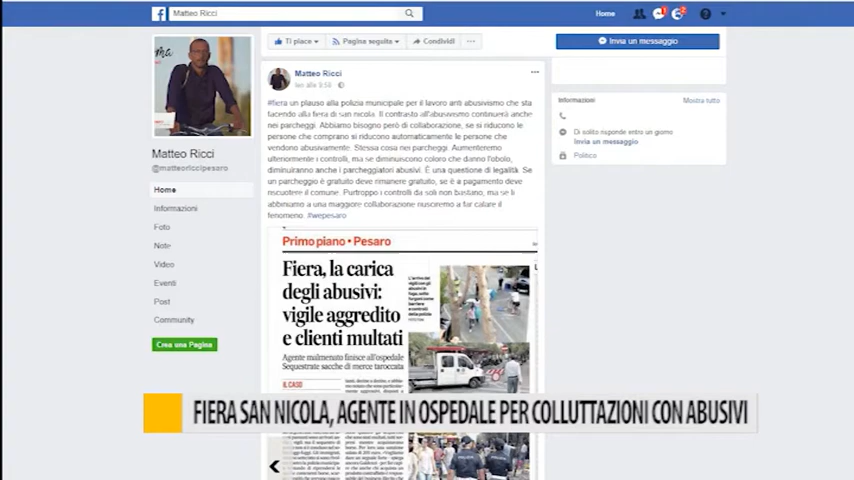 Matteo Ricci
Home
Ti piace
Pagina seguita
Condividi
Invia un messaggio
Matteo Ricci
Ieri alle 9:58
#fiera un plauso alla polizia municipale per il lavoro anti abusivismo che sta
facendo alla fiera di san nicola. Il contrasto all'abusivismo continuerà anche
nei parcheggi. Abbiamo bisogno però di collaborazione, se si riducono le
persone che comprano si riducono automaticamente le persone che
vendono abusivamente. Stessa cosa nei parcheggi. Aumenteremo
ulteriormente i controlli, ma se diminuiscono coloro che danno l'obolo,
diminuiranno anche i parcheggiatori abusivi. È una questione di legalità. Se
un parcheggio è gratuito deve rimanere gratuito, se è a pagamento deve
riscuotere il comune. Purtroppo i controlli da soli non bastano, ma se li
abbiniamo a una maggiore collaborazione riusciremo a far calare il
fenomeno. #wepesaro
Informazioni
Mostra tutto
Di solito risponde entro un giorno
Invia un messaggio
Politico
Matteo Ricci
@matteoriccipesaro
Home
Informazioni
Foto
Note
Video
Eventi
Post
Community
Crea una Pagina
Primo piano • Pesaro
Fiera, la carica
degli abusivi:
vigile aggredito
e clienti multati
Agente malmenato finisce all'ospedale
Sequestrate sacche di merce taroccata
IL CASO
FIERA SAN NICOLA, AGENTE IN OSPEDALE PER COLLUTTAZIONI CON ABUSIVI